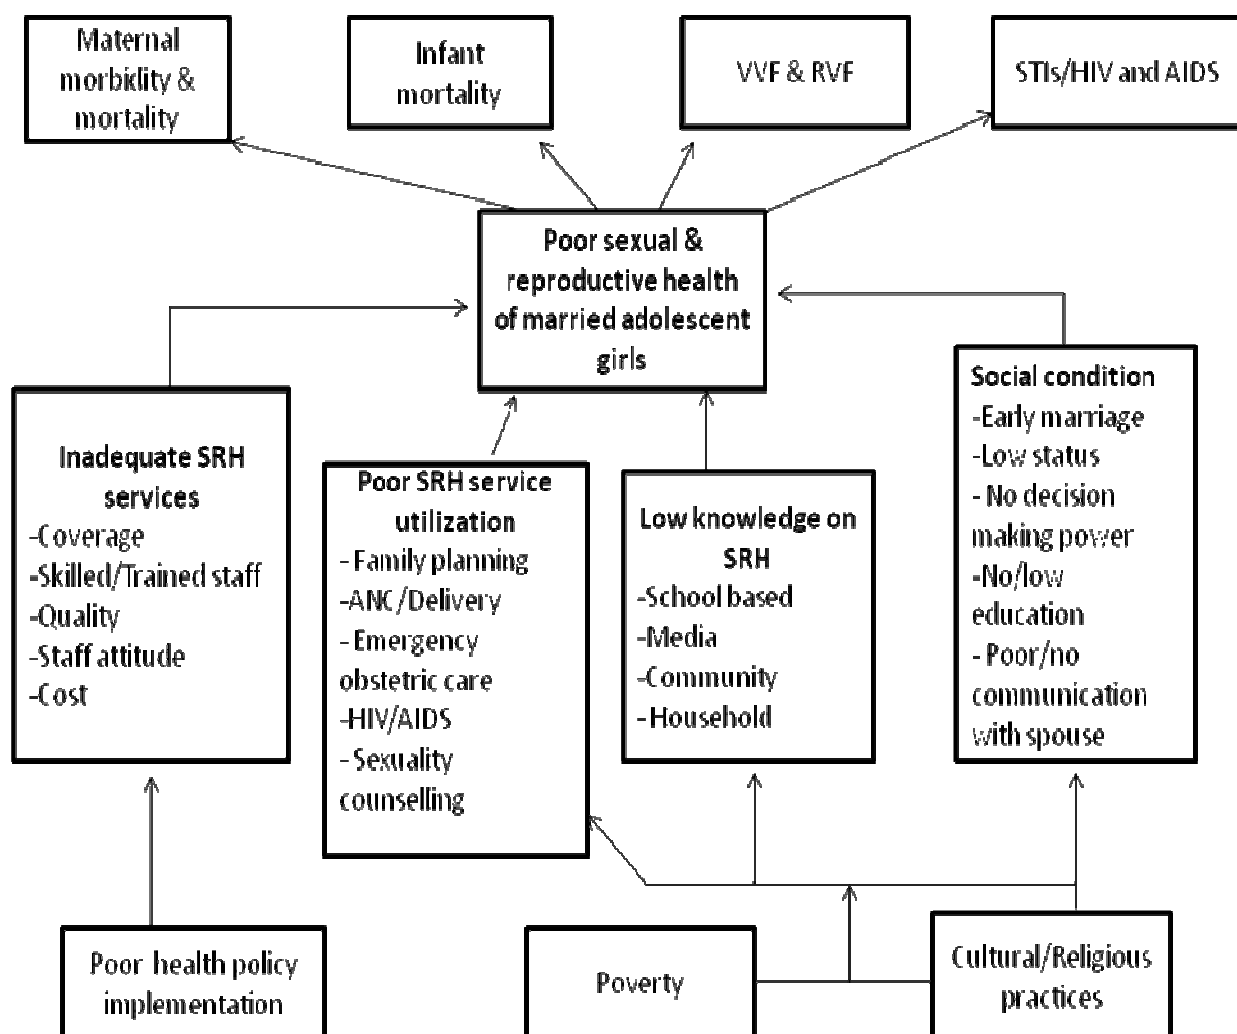 Maternal
morbidity &
mortality
Infant
mortality
VVF & RVF
STIs/HIV and AIDS
Poor sexual &
reproductive health
of married adolescent
girls
Inadequate SRH
services
-Coverage
-Skilled/Trained staff
-Quality
-Staff attitude
-Cost
Poor SRH service
utilization
- Family planning
-ANC/Delivery
- Emergency
obstetric care
-HIV/AIDS
- Sexuality
counselling
Low knowledge on
SRH
-School based
-Media
-Community
-Household
Social condition
-Early marriage
-Low status
- No decision
making power
-No/low
education
- Poor/no
communication
with spouse
Poor health policy
implementation
Poverty
Cultural/Religious
practices